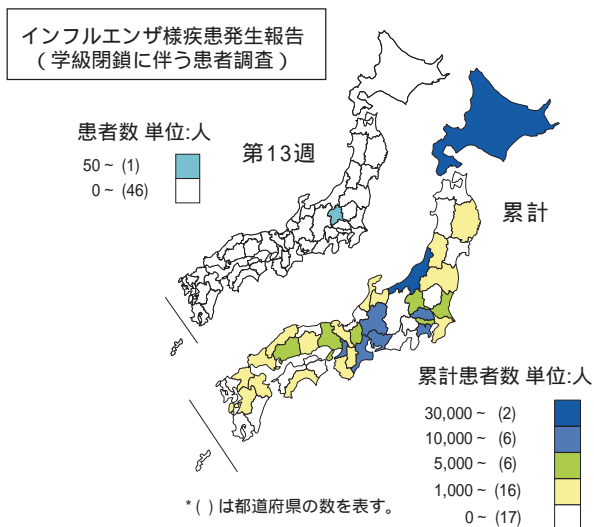 インフルエンザ様疾患発生報告
（学級閉鎖に伴う患者調査）
患者数 単位:人
50～ (1)
0～ (46)
第13週
累計
累計患者数 単位:人
30,000～ (2)
10,000～ (6)
5,000～ (6)
1,000～ (16)
0～ (17)
*( ) は都道府県の数を表す。